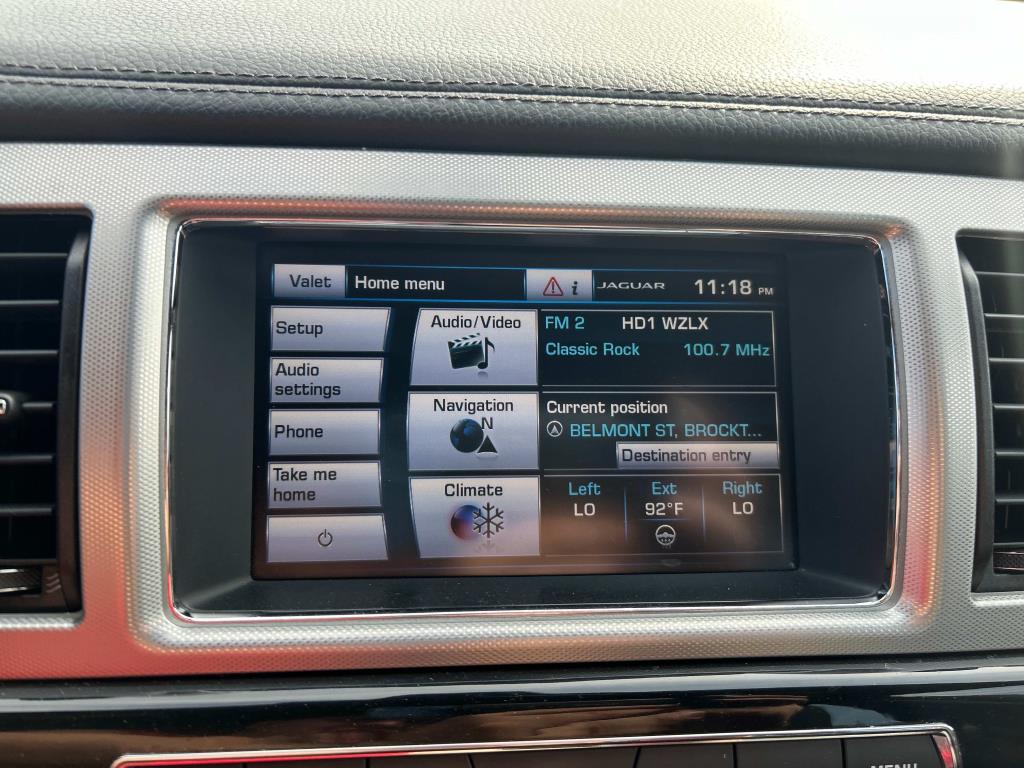 Valet
Home menu
i
JAGUAR
11:18 PM
Setup
Audio
settings
Phone
Take me
home
Audio/Video
Navigation
N
Climate
FM 2 HD1 WZLX
Classic Rock 100.7 MHz
Current position
BELMONT ST, BROCKT...
Destination entry
Left Ext Right
LO 92°F LO
MENU